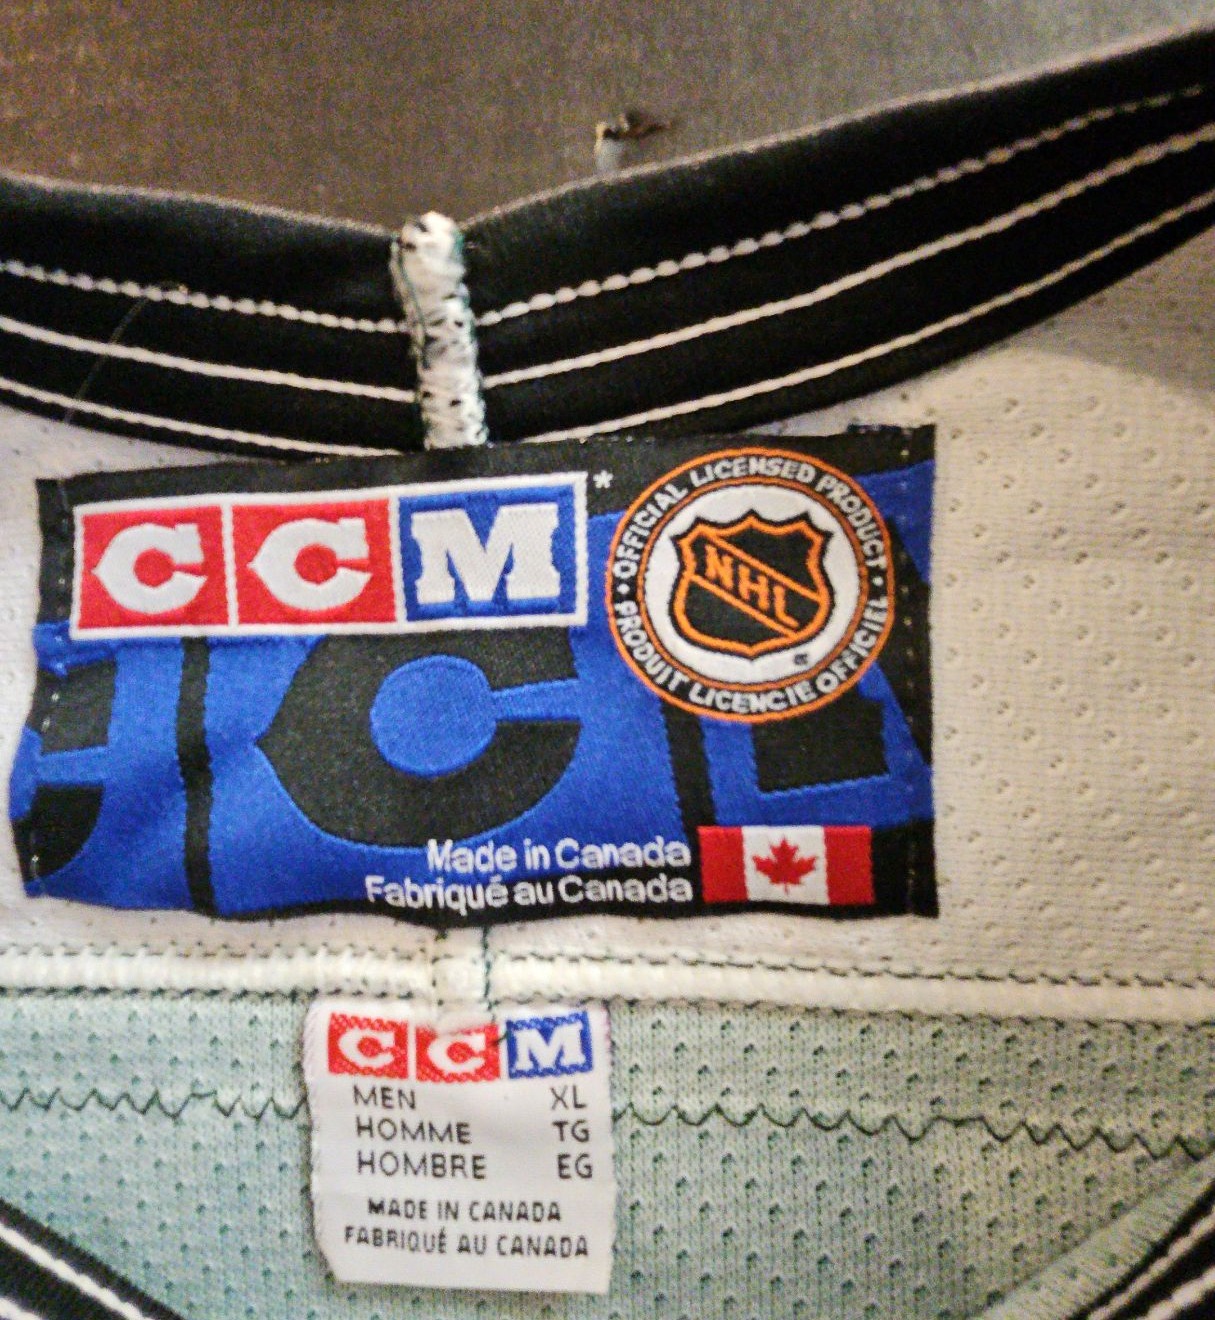 CCM*
OFFICIAL LICENSED PRODUCT
NHL
PRODUIT LICENCIE OFFICIEL
Made in Canada
Fabriqué au Canada
CCM
MEN XL
HOMME TG
HOMBRE EG
MADE IN CANADA
FABRIQUÉ AU CANADA